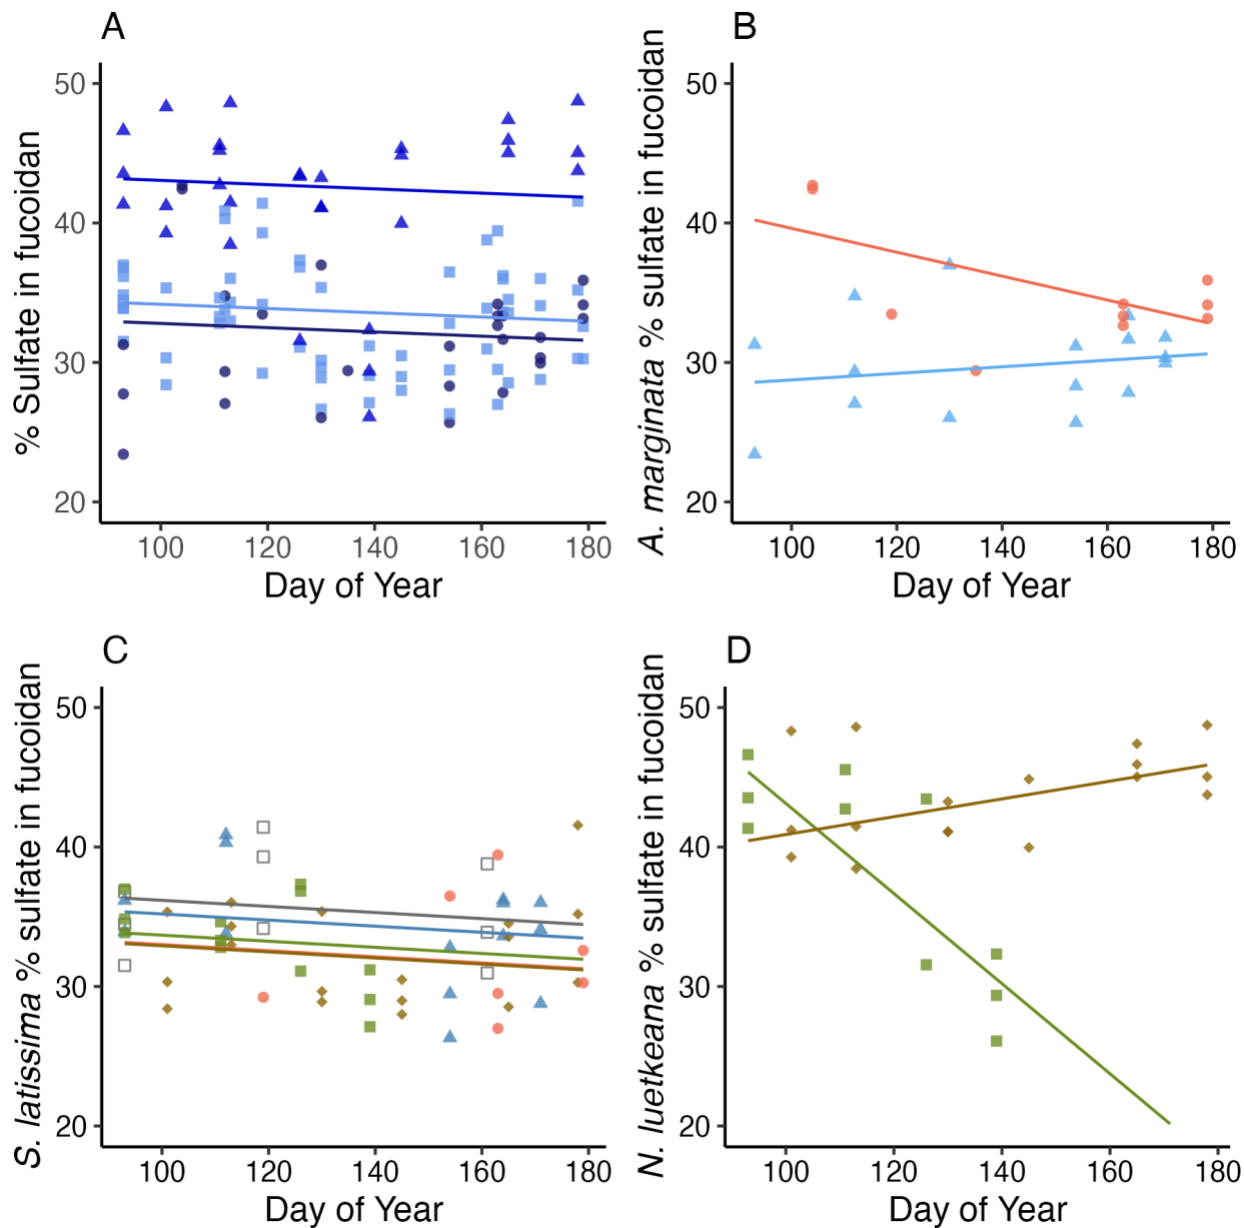 A
% Sulfate in fucoidan
50
40
30
20
100 120 140 160 180
Day of Year
B
A. marginata % sulfate in fucoidan
50
40
30
20
100 120 140 160 180
Day of Year
C
S. latissima % sulfate in fucoidan
50
40
30
20
100 120 140 160 180
Day of Year
D
N. luetkeana % sulfate in fucoidan
50
40
30
20
100 120 140 160 180
Day of Year